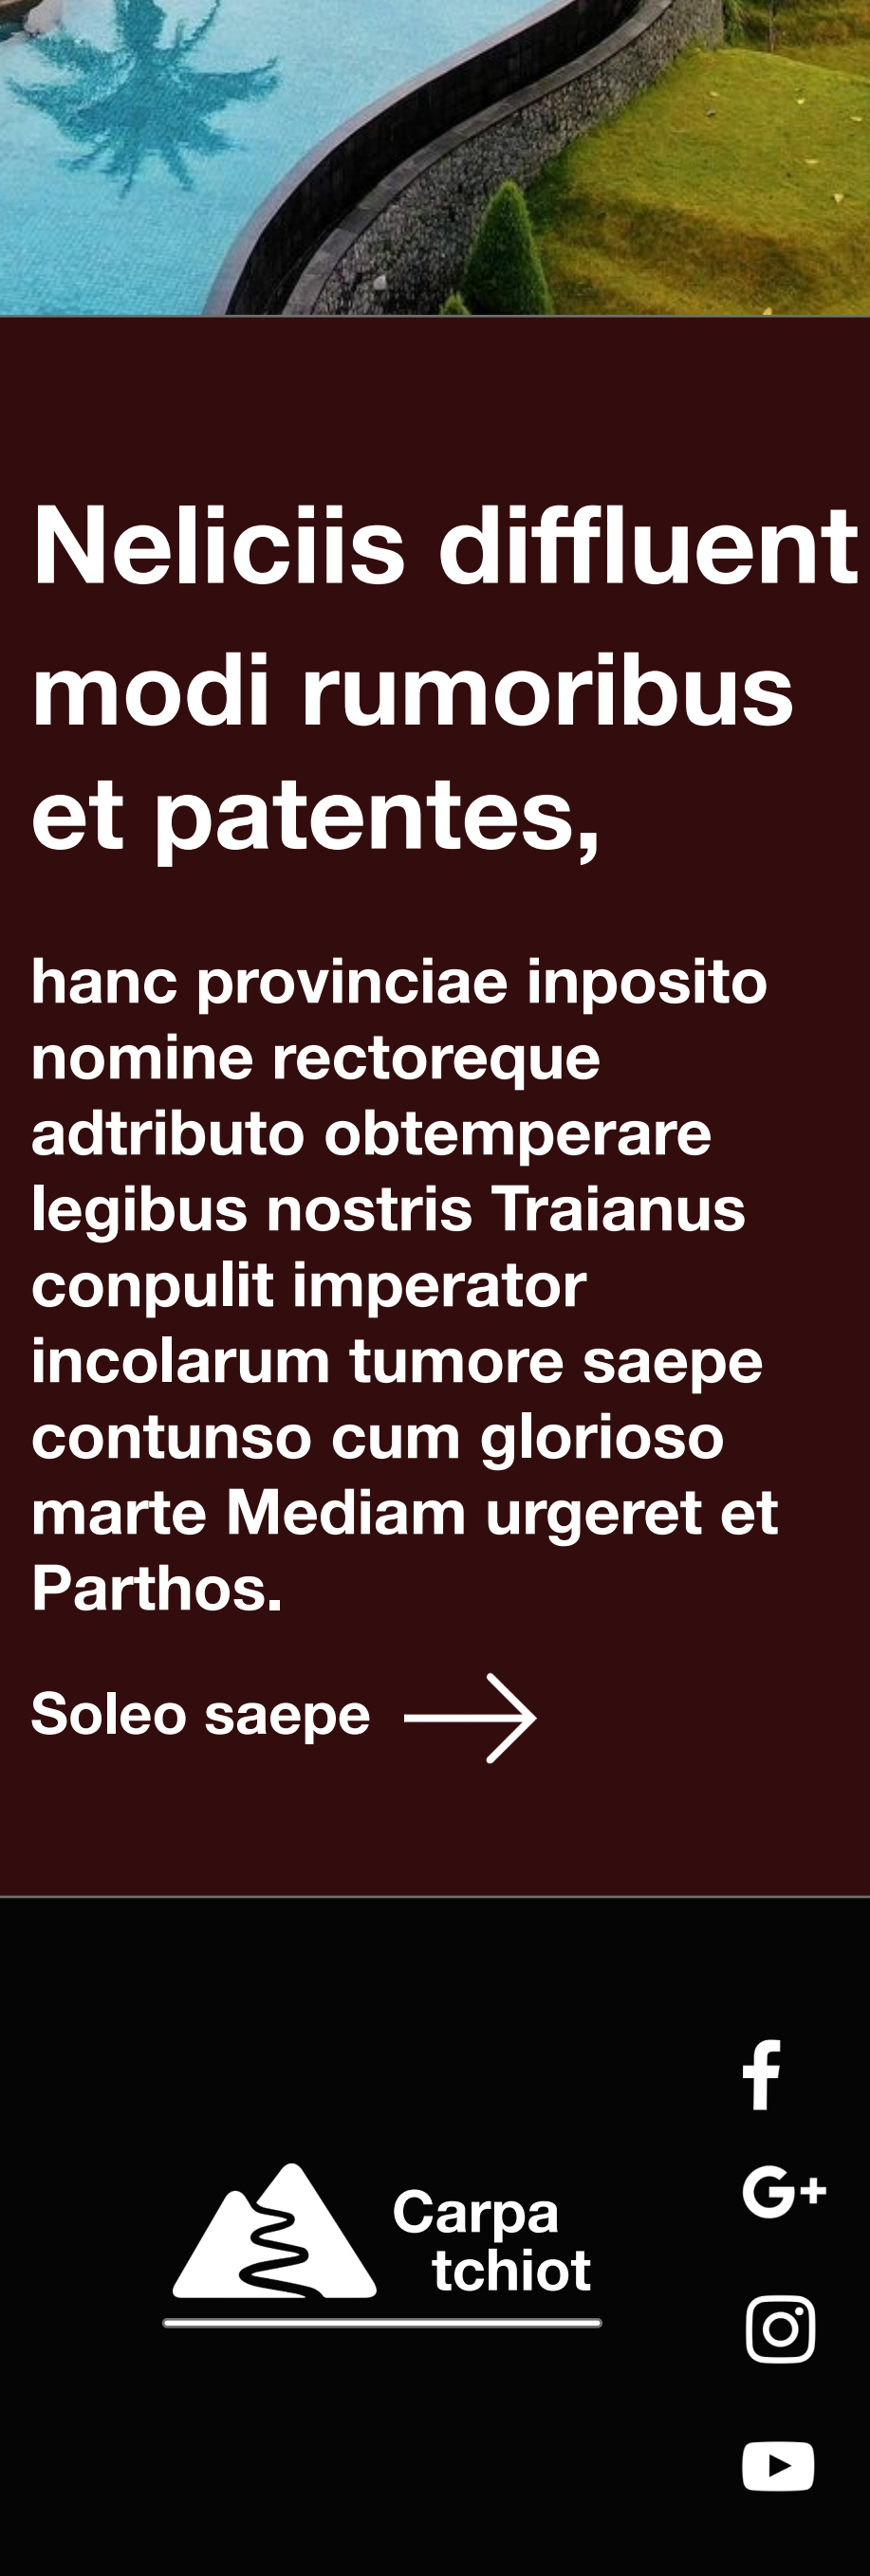 Neliciis diffluent
modi rumoribus
et patentes,
hanc provinciae inposito
nomine rectoreque
adtributo obtemperare
legibus nostris Traianus
conpulit imperator
incolarum tumore saepe
contunso cum glorioso
marte Mediam urgeret et
Parthos.
Soleo saepe
Carpa
tchiot
G+